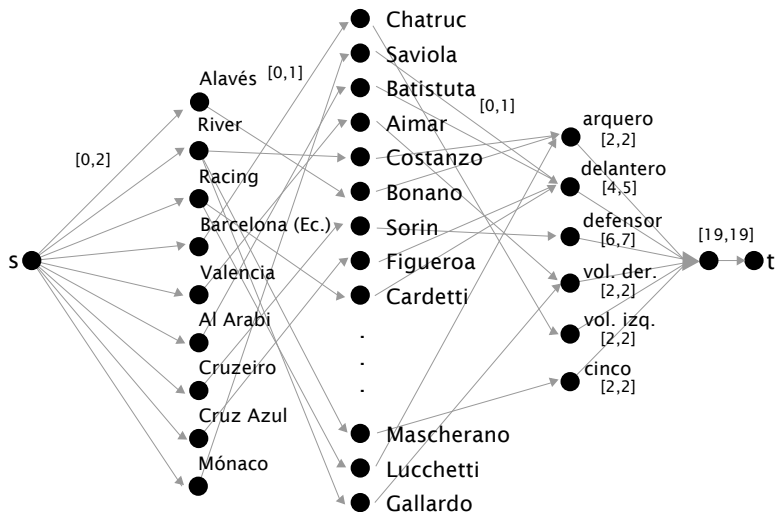 s
[0,2]
Alavés
River
Racing
Barcelona (Ec.)
Valencia
Al Arabi
Cruzeiro
Cruz Azul
Mónaco
[0,1]
Chatruc
Saviola
Batistuta
Aimar
Costanzo
Bonano
Sorin
Figueroa
Cardetti
.
.
.
Mascherano
Lucchetti
Gallardo
[0,1]
arquero
[2,2]
delantero
[4,5]
defensor
[6,7]
vol. der.
[2,2]
vol. izq.
[2,2]
cinco
[2,2]
[19,19]
t